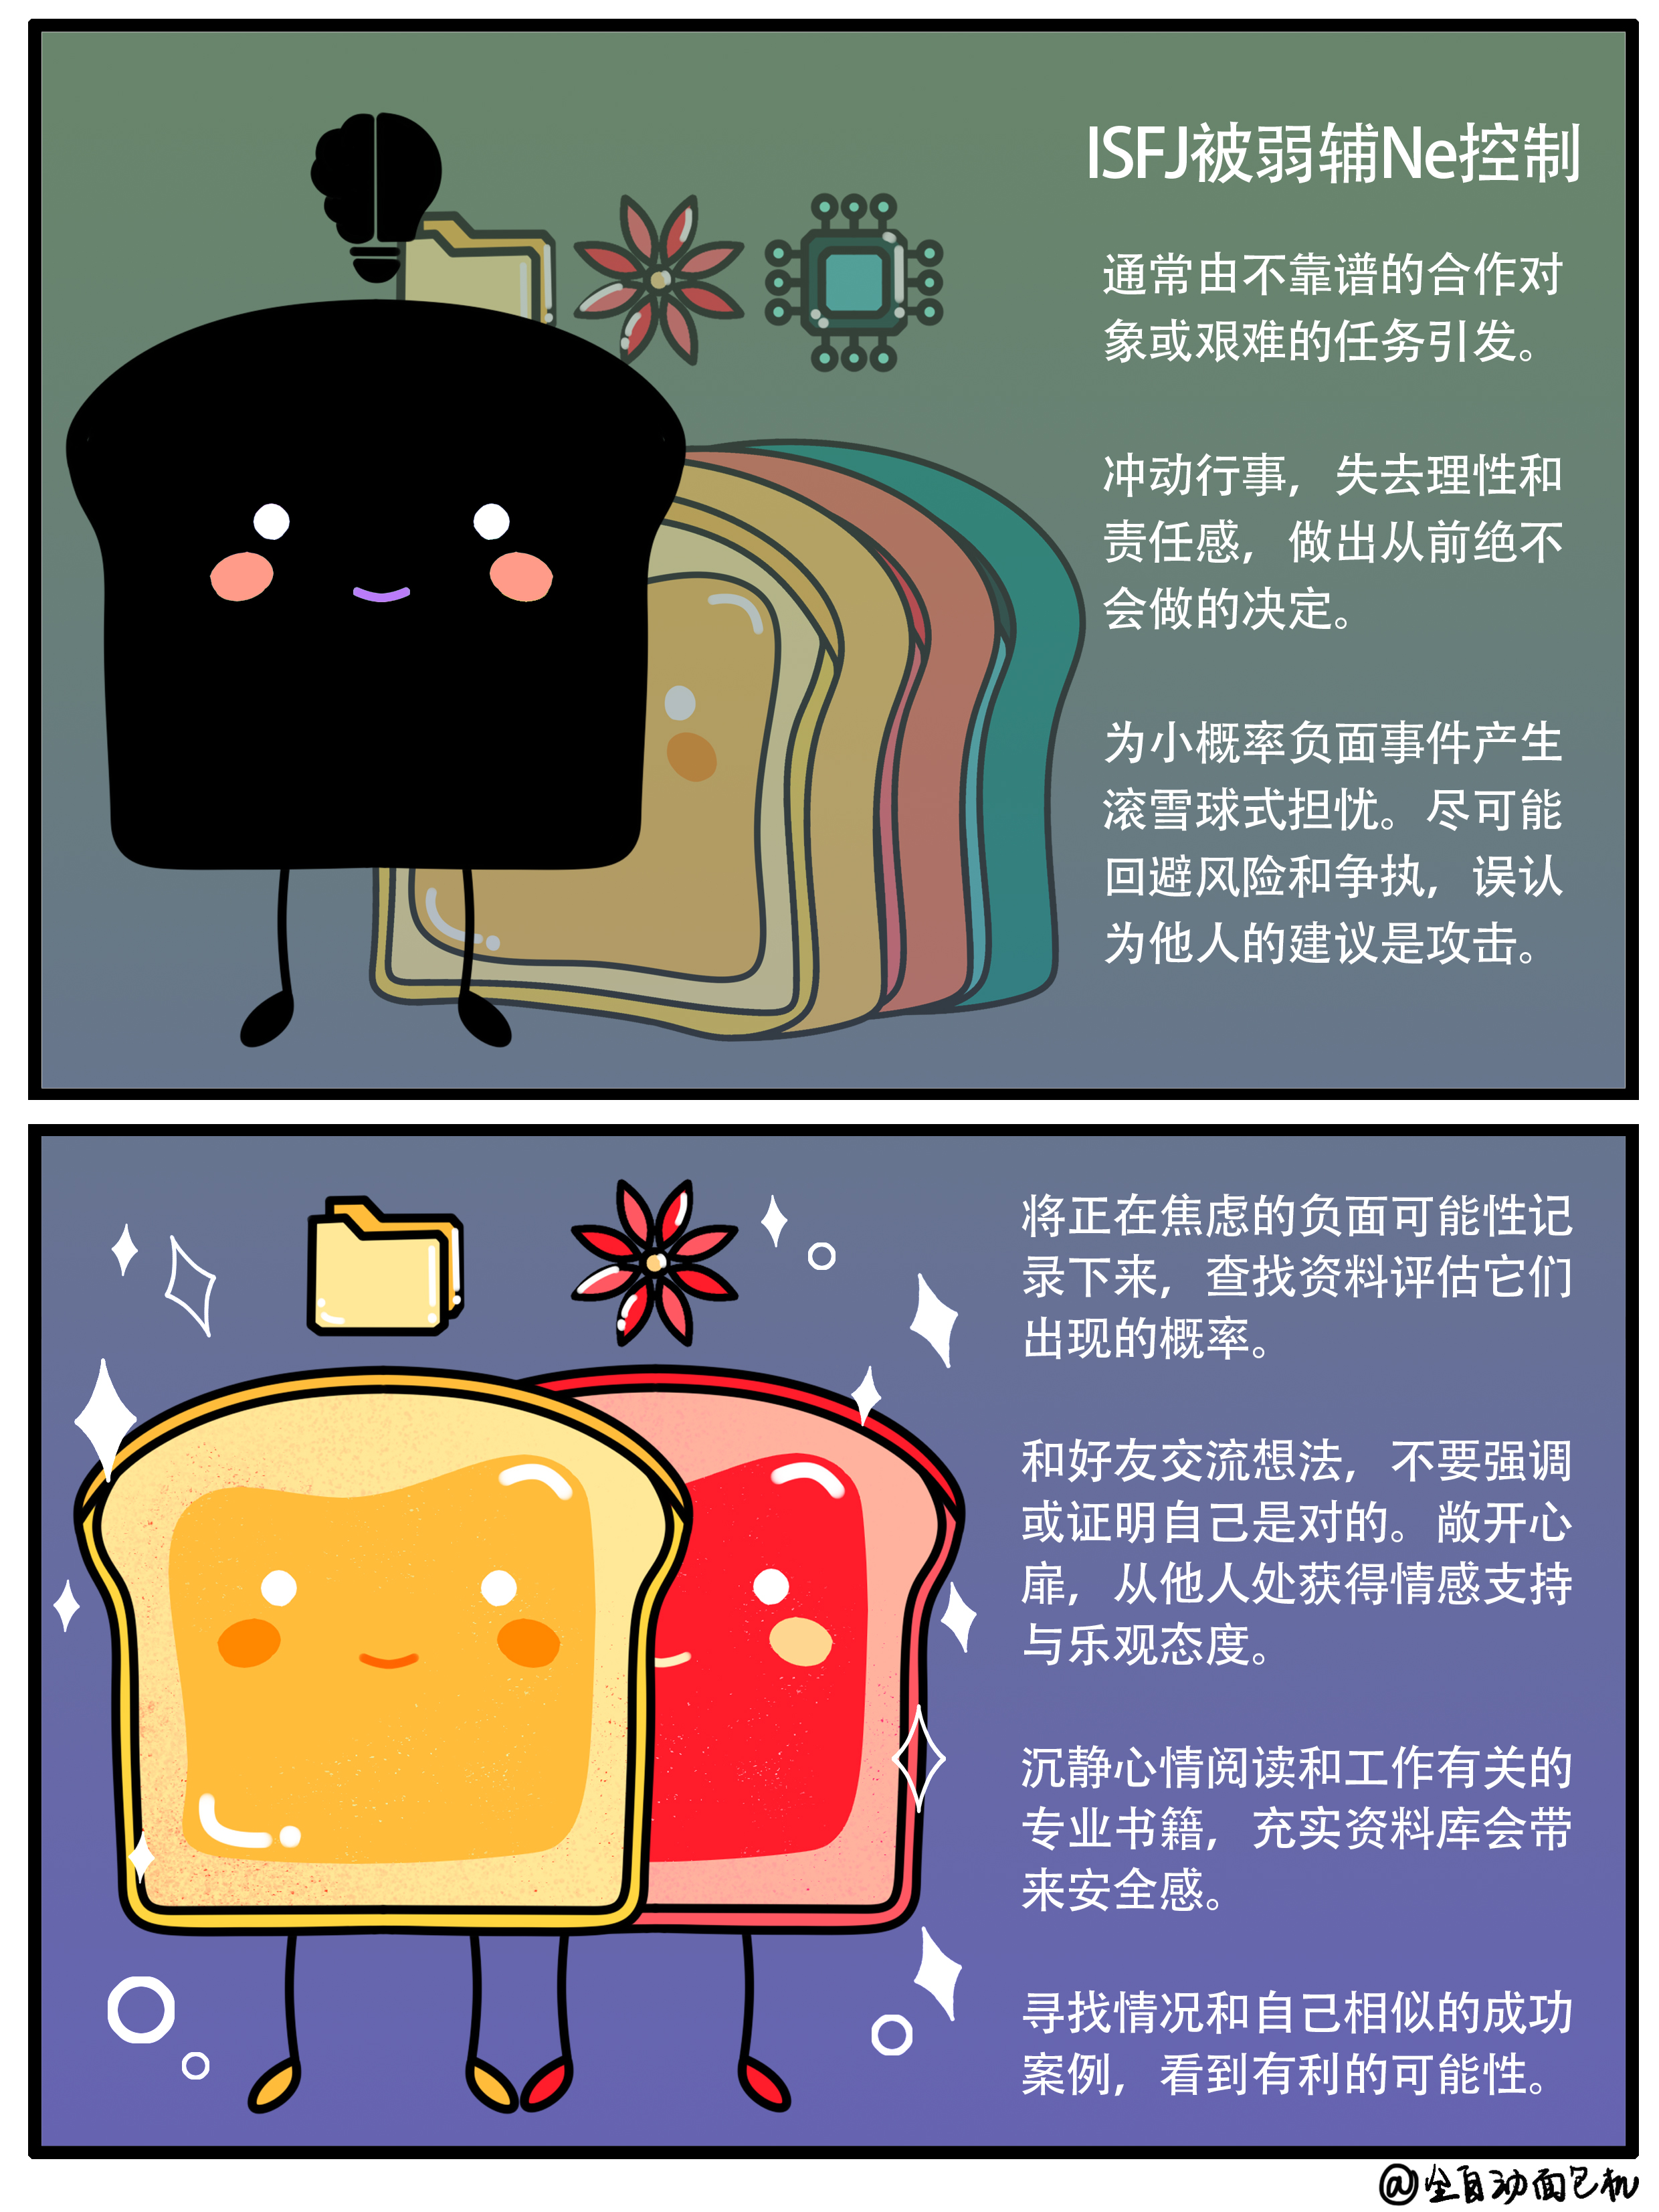 ISFJ被弱辅Ne控制
通常由不靠谱的合作对
象或艰难的任务引发。
冲动行事，失去理性和
责任感，做出从前绝不
会做的决定。
为小概率负面事件产生
滚雪球式担忧。尽可能
回避风险和争执，误认
为他人的建议是攻击。
将正在焦虑的负面可能性记
录下来，查找资料评估它们
出现的概率。
和好友交流想法，不要强调
或证明自己是对的。敞开心
扉，从他人处获得情感支持
与乐观态度。
沉静心情阅读和工作有关的
专业书籍，充实资料库会带
来安全感。
寻找情况和自己相似的成功
案例，看到有利的可能性。
@全自动面包机